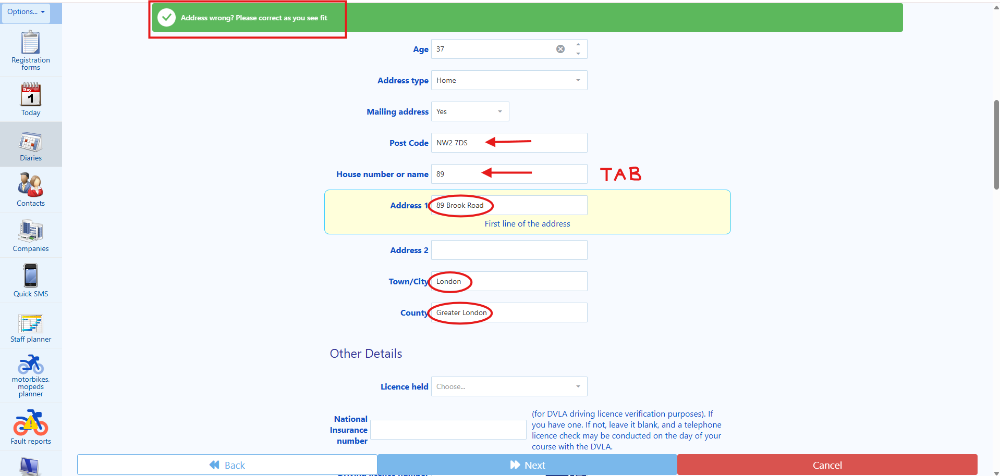 Options...
Address wrong? Please correct as you see fit
Registration
forms
Day
1
Today
Diaries
Contacts
Companies
Quick SMS
Staff planner
motorbikes,
mopeds
planner
Fault reports
Age 37
Address type Home
Mailing address Yes
Post Code NW2 7DS
House number or name 89 TAB
Address 1 89 Brook Road
First line of the address
Address 2
Town/City London
County Greater London
Other Details
Licence held Choose...
National
Insurance
number
(for DVLA driving licence verification purposes). If
you have one. If not, leave it blank, and a telephone
licence check may be conducted on the day of your
course with the DVLA.
Back
Next
Cancel